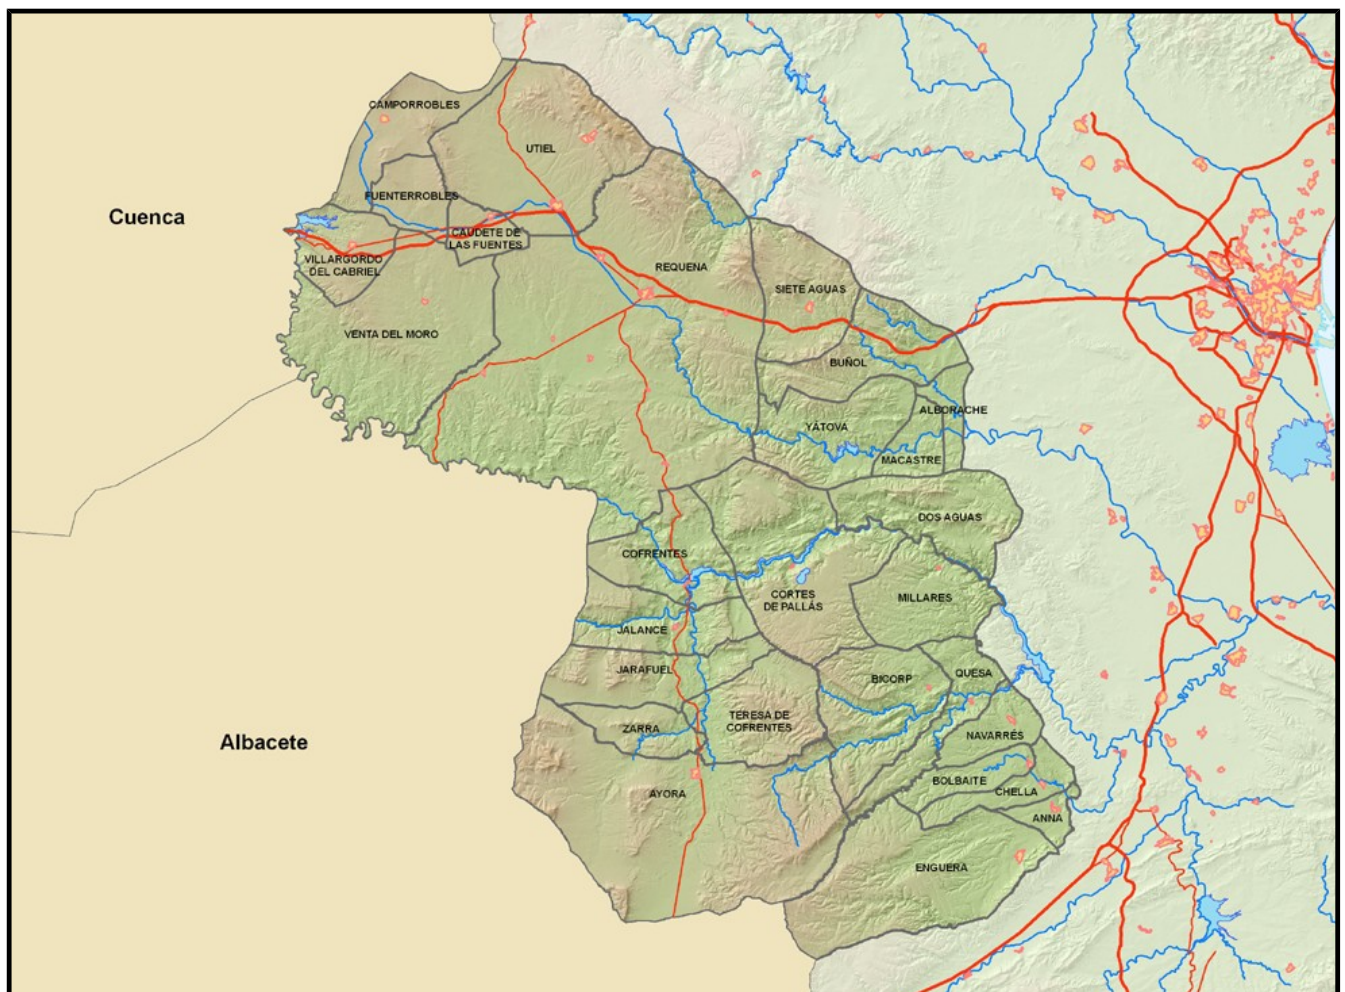 CAMPORROBLES
UTIEL
FUENTERROBLES
Cuenca
CAUDETE DE
LAS FUENTES
VILLARGORDO
DEL CABRIEL
REQUENA
SIETE AGUAS
VENTA DEL MORO
BUÑOL
ALBORACHE
YÁTOVA
MACASTRE
DOS AGUAS
COFRENTES
CORTES
DE PALLÁS
MILLARES
JALANCE
JARAFUEL
BICORP
QUESA
TERESA DE
COFRENTES
ZARRA
NAVARRÉS
Albacete
BOLBAITE
CHELLA
AYORA
ANNA
ENGUERA